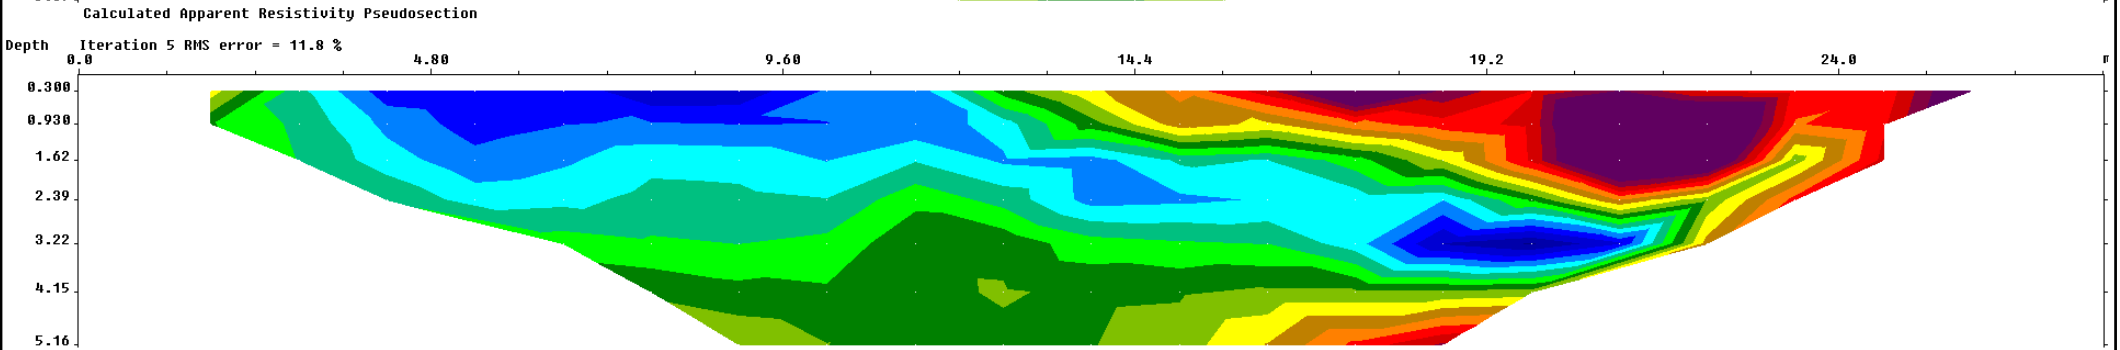 Calculated Apparent Resistivity Pseudosection
Depth Iteration 5 RMS error = 11.8 %
0.0 4.80 9.60 14.4 19.2 24.0
0.300
0.930
1.62
2.39
3.22
4.15
5.16